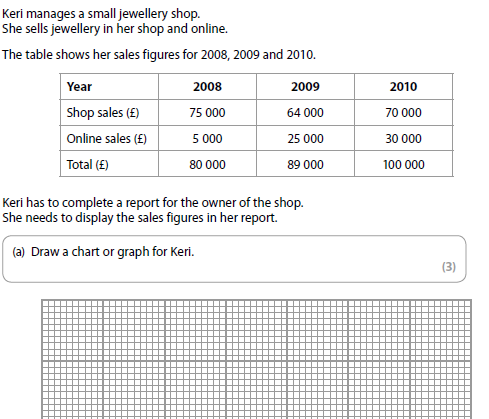 Keri manages a small jewellery shop.
She sells jewellery in her shop and online.
The table shows her sales figures for 2008, 2009 and 2010.
Year 2008 2009 2010
Shop sales (£) 75 000 64 000 70 000
Online sales (£) 5 000 25 000 30 000
Total (£) 80 000 89 000 100 000
Keri has to complete a report for the owner of the shop.
She needs to display the sales figures in her report.
(a) Draw a chart or graph for Keri.
(3)